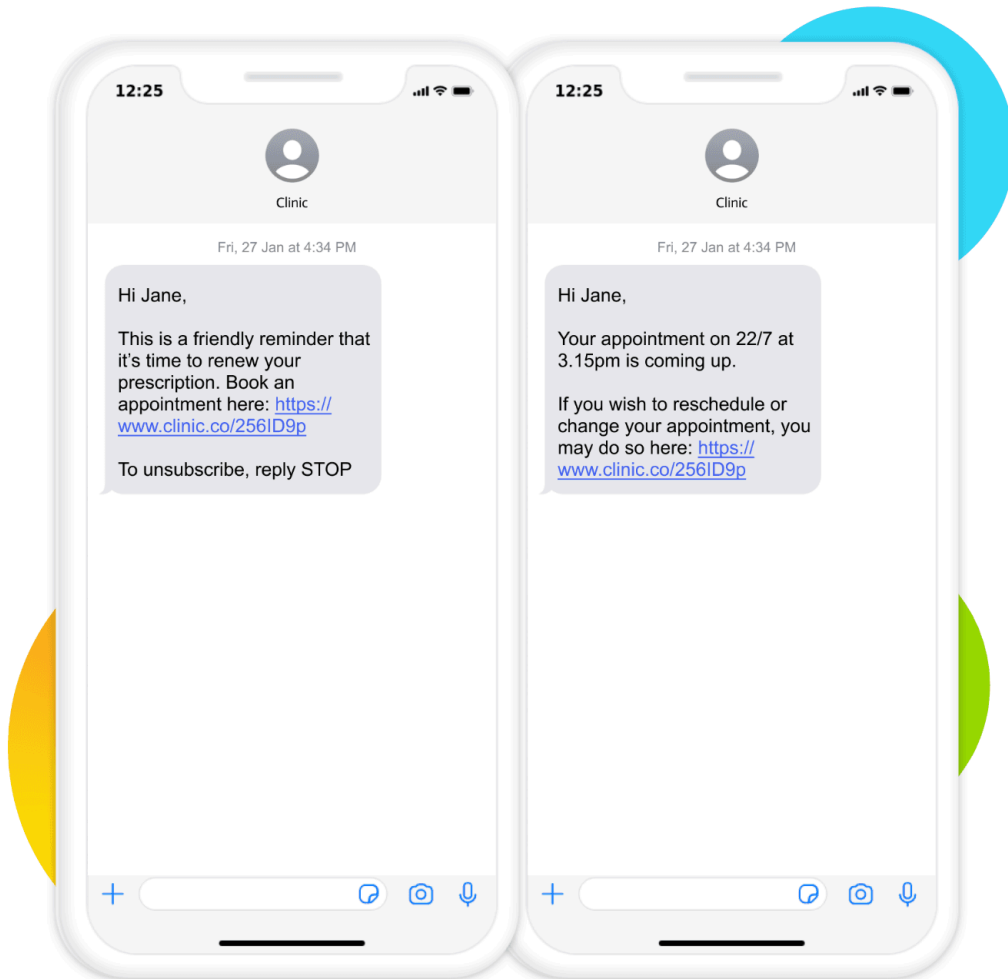 12:25
Clinic
Fri, 27 Jan at 4:34 PM
Hi Jane,
This is a friendly reminder that
it's time to renew your
prescription. Book an
appointment here: https://
www.clinic.co/256ID9p
To unsubscribe, reply STOP
12:25
Clinic
Fri, 27 Jan at 4:34 PM
Hi Jane,
Your appointment on 22/7 at
3.15pm is coming up.
If you wish to reschedule or
change your appointment, you
may do so here: https://
www.clinic.co/256ID9p